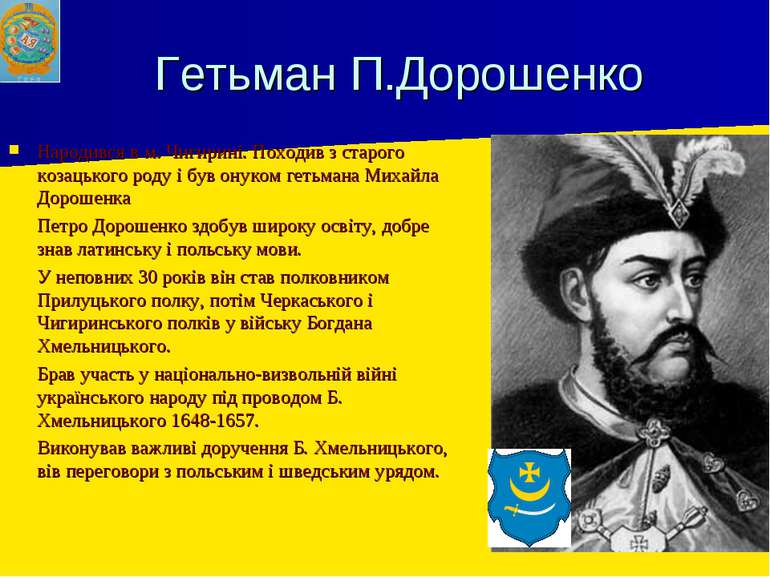 Гетьман П.Дорошенко
Народився в м. Чигирині. Походив з старого
козацького роду і був онуком гетьмана Михайла
Дорошенка
Петро Дорошенко здобув широку освіту, добре
знав латинську і польську мови.
У неповних 30 років він став полковником
Прилуцького полку, потім Черкаського і
Чигиринського полків у війську Богдана
Хмельницького.
Брав участь у національно-визвольній війні
українського народу під проводом Б.
Хмельницького 1648-1657.
Виконував важливі доручення Б. Хмельницького,
вів переговори з польським і шведським урядом.